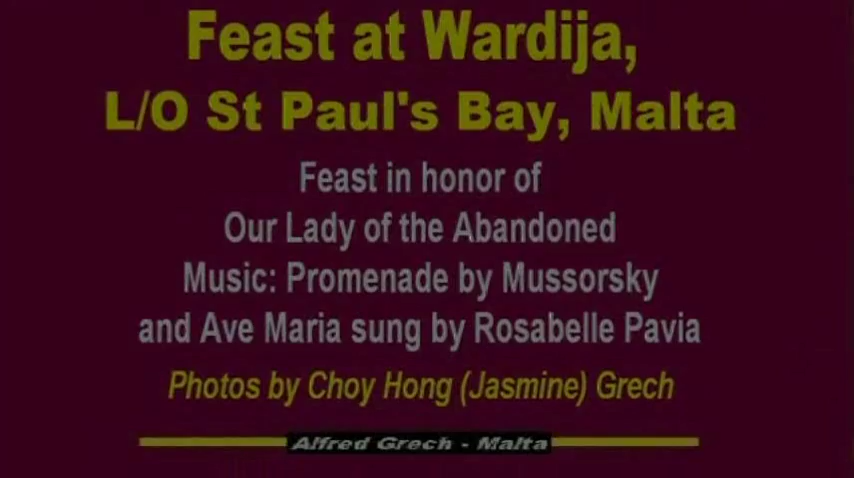 Feast at Wardija,
L/O St Paul's Bay, Malta
Feast in honor of
Our Lady of the Abandoned
Music: Promenade by Mussorsky
and Ave Maria sung by Rosabelle Pavia
Photos by Choy Hong (Jasmine) Grech
Alfred Grech - Malta